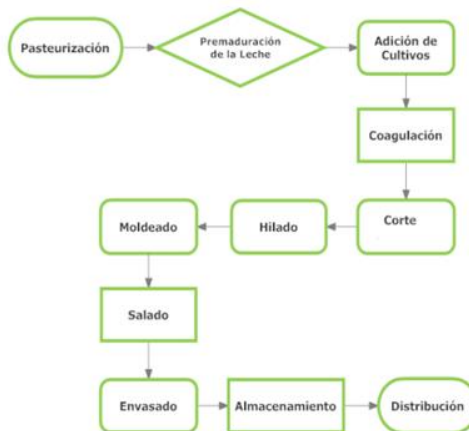 Pasteurización
Premaduración
de la Leche
Adición de
Cultivos
Coagulación
Corte
Hilado
Moldeado
Salado
Envasado
Almacenamiento
Distribución